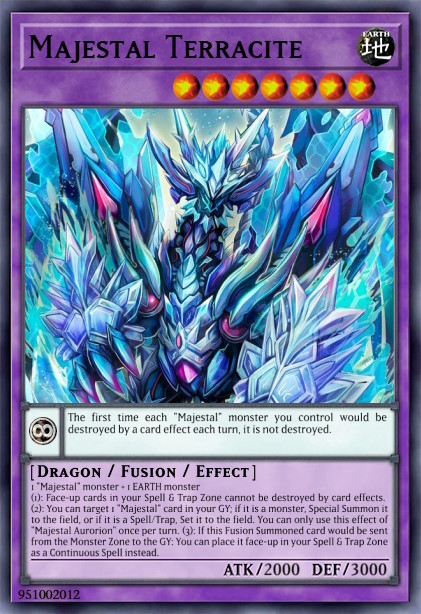 Majestal Terracite
EARTH
地
The first time each "Majestal" monster you control would be
destroyed by a card effect each turn, it is not destroyed.
[Dragon / Fusion / Effect]
1 "Majestal" monster + 1 EARTH monster
(1): Face-up cards in your Spell & Trap Zone cannot be destroyed by card effects.
(2): You can target 1 "Majestal" card in your GY; if it is a monster, Special Summon it
to the field, or if it is a Spell/Trap, Set it to the field. You can only use this effect of
"Majestal Aurorion" once per turn. (3): If this Fusion Summoned card would be sent
from the Monster Zone to the GY: You can place it face-up in your Spell & Trap Zone
as a Continuous Spell instead.
ATK/2000 DEF/3000
951002012